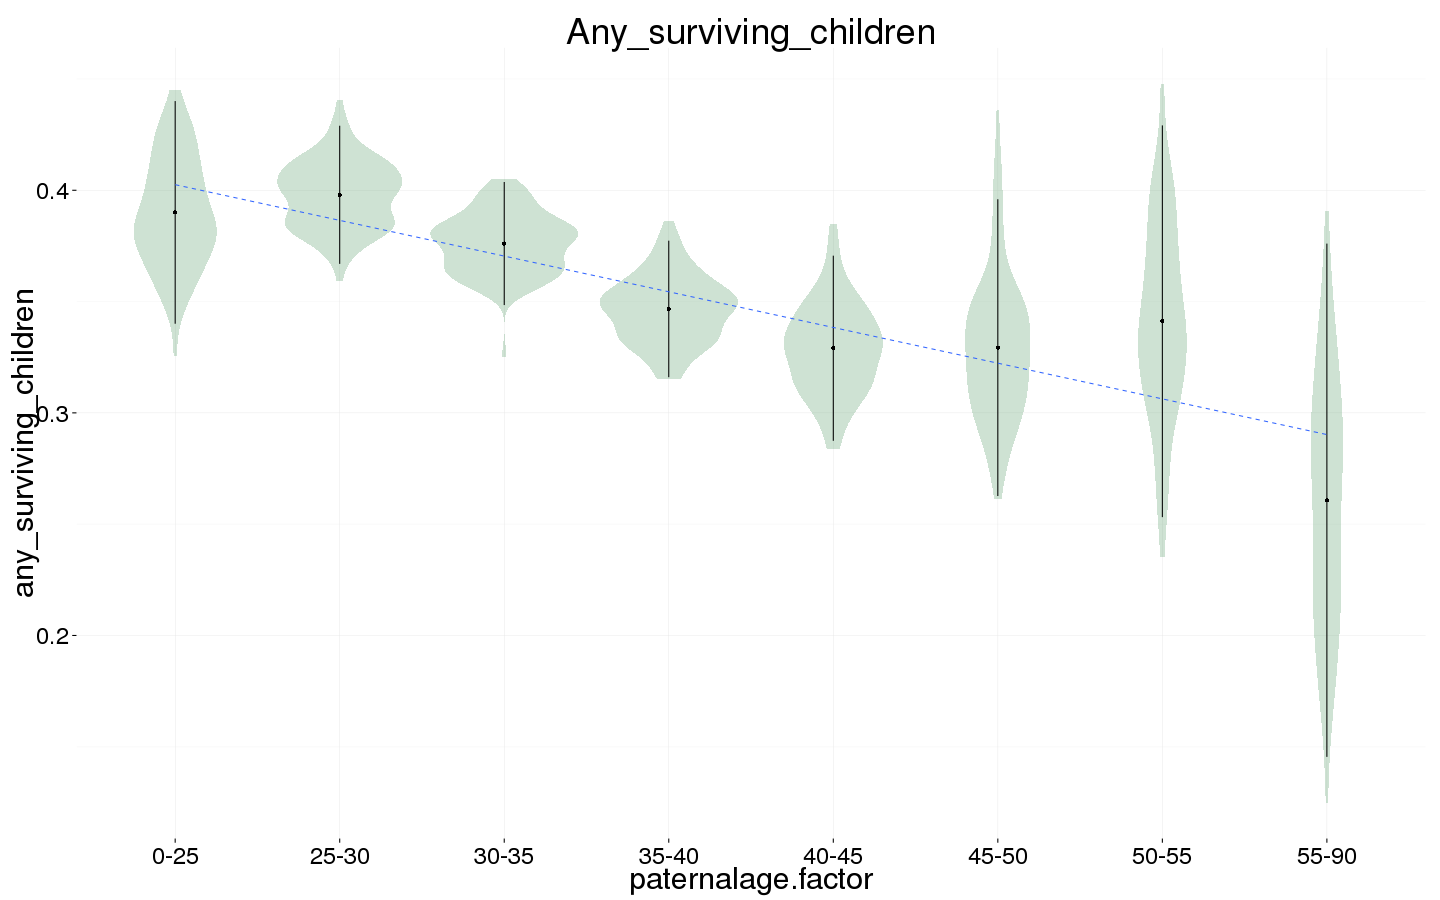 Any_surviving_children
any_surviving_children
0.4
0.3
0.2
0-25 25-30 30-35 35-40 40-45 45-50 50-55 55-90
paternalage.factor